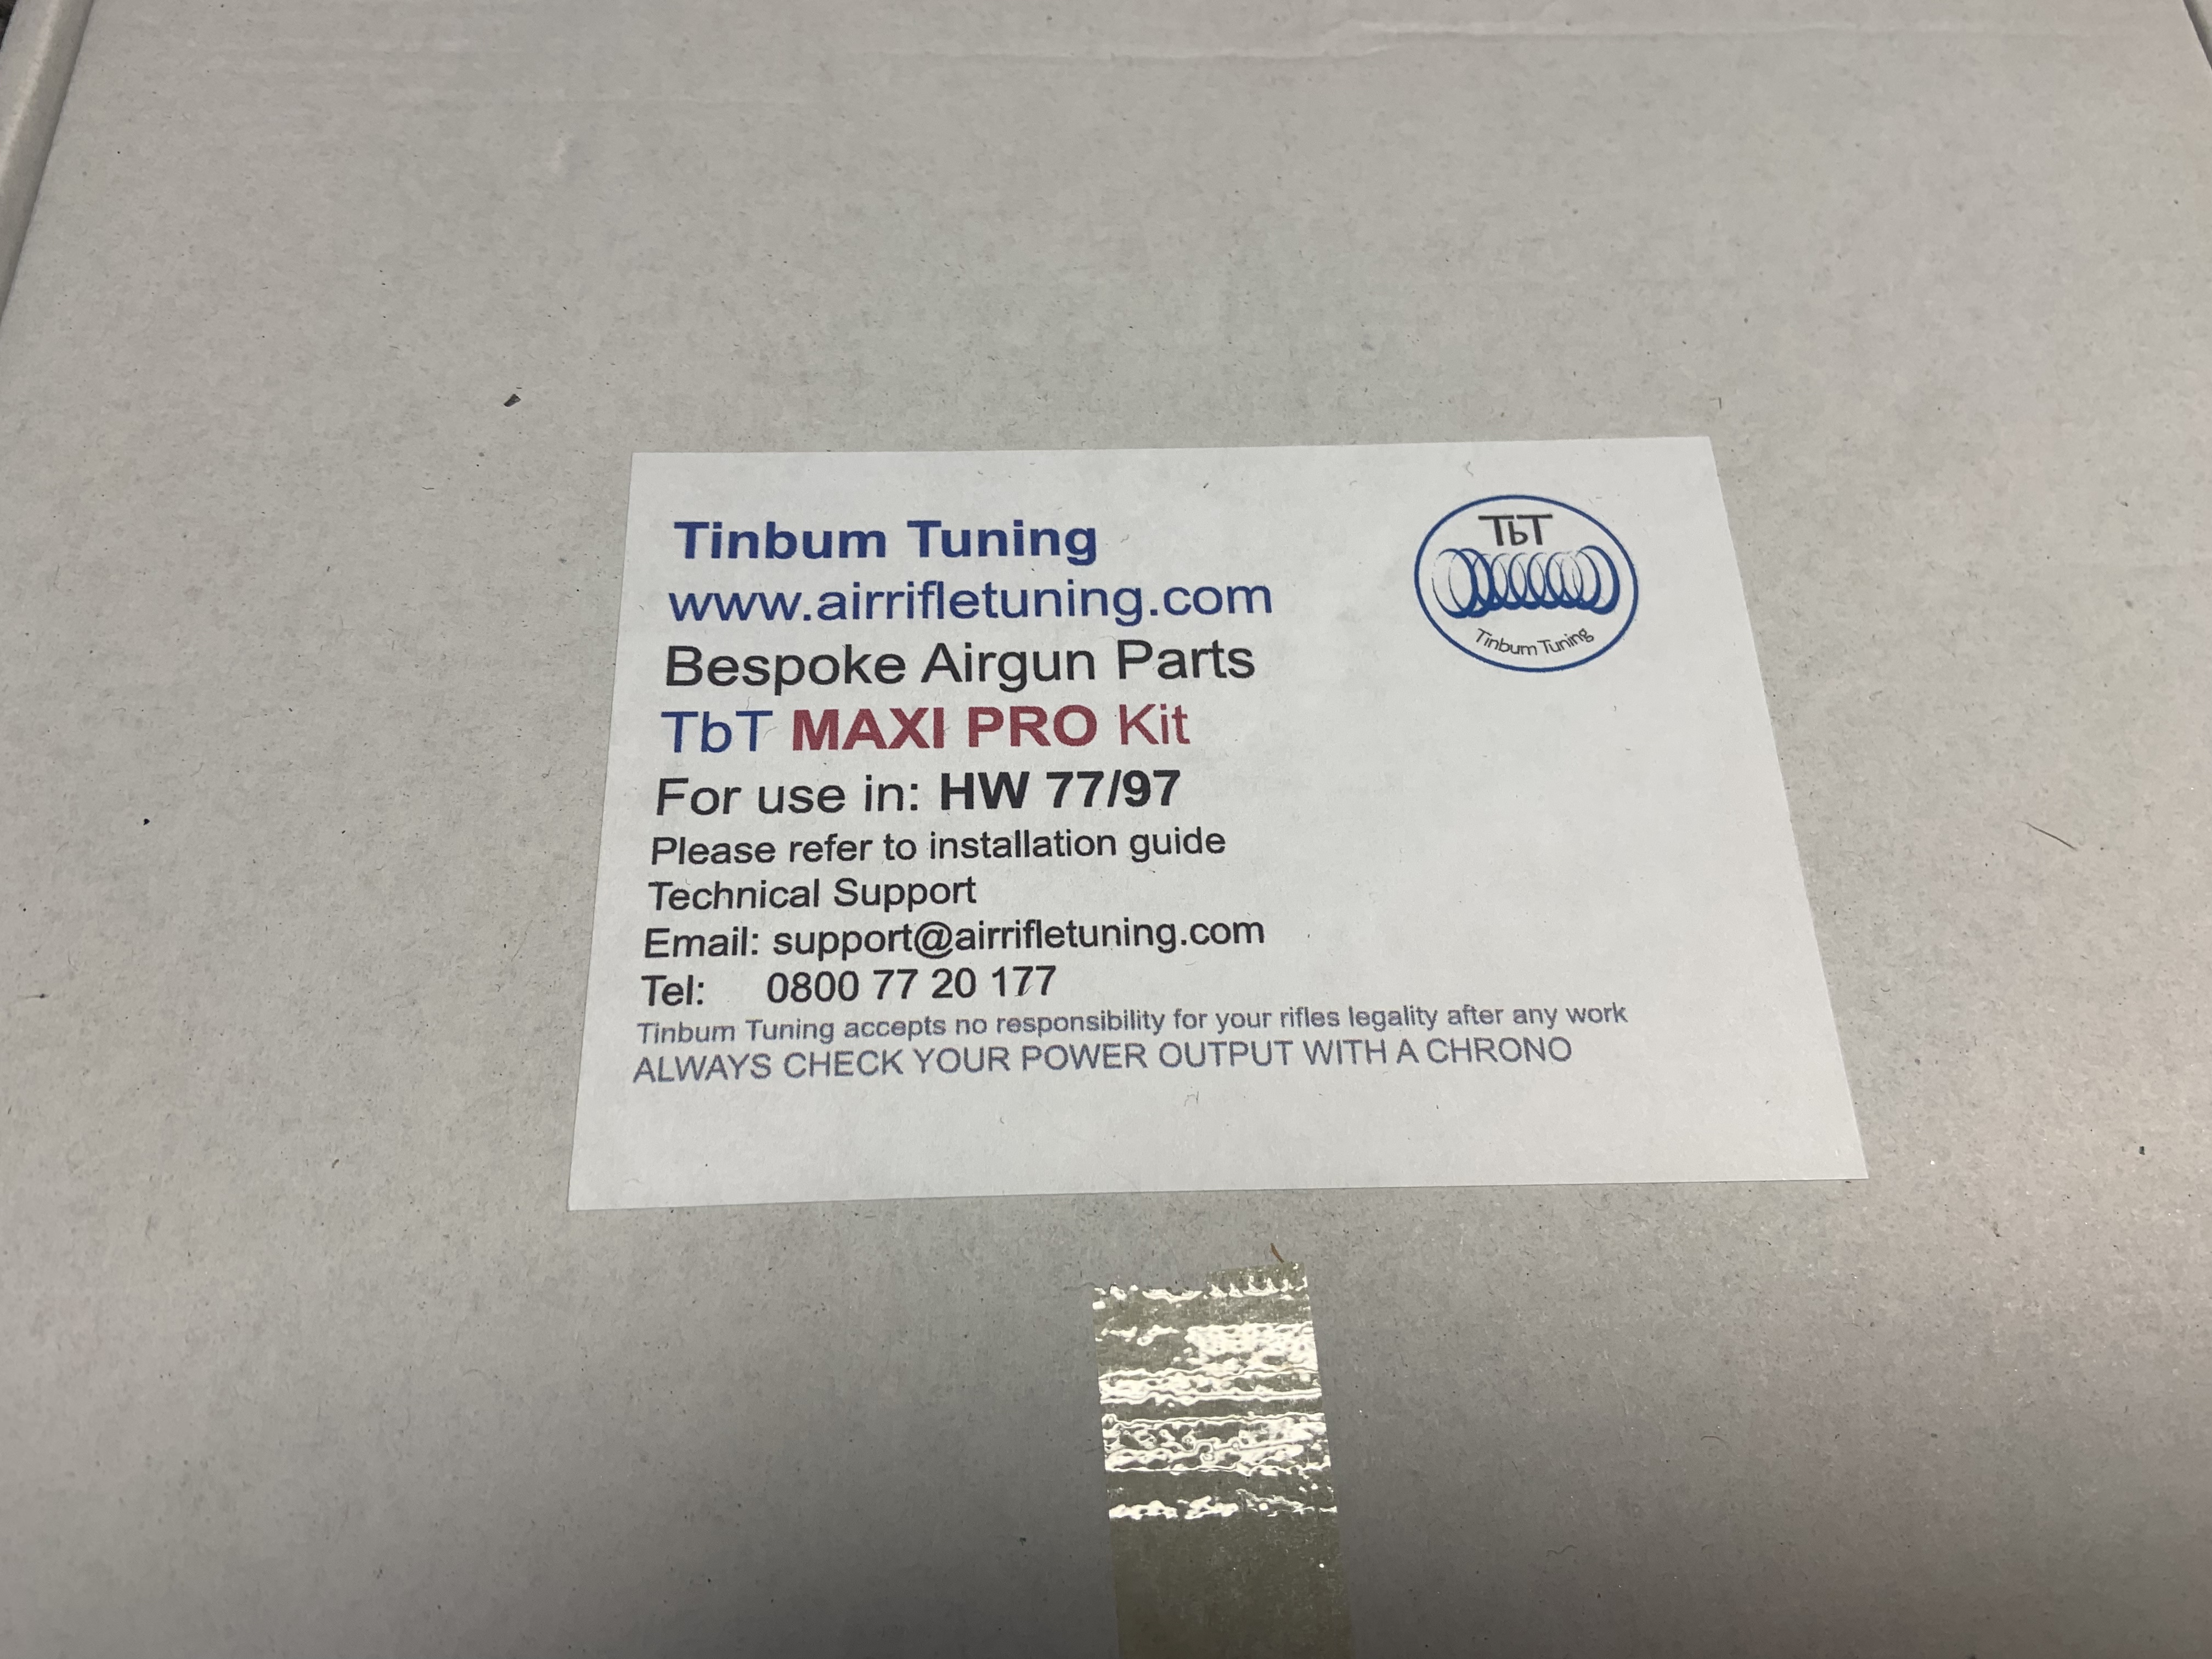 Tinbum Tuning
www.airrifletuning.com
Bespoke Airgun Parts
TbT MAXI PRO Kit
For use in: HW 77/97
Please refer to installation guide
Technical Support
Email: support@airrifletuning.com
Tel: 0800 77 20 177
Tinbum Tuning accepts no responsibility for your rifles legality after any work
ALWAYS CHECK YOUR POWER OUTPUT WITH A CHRONO
TbT
Tinbum Tuning